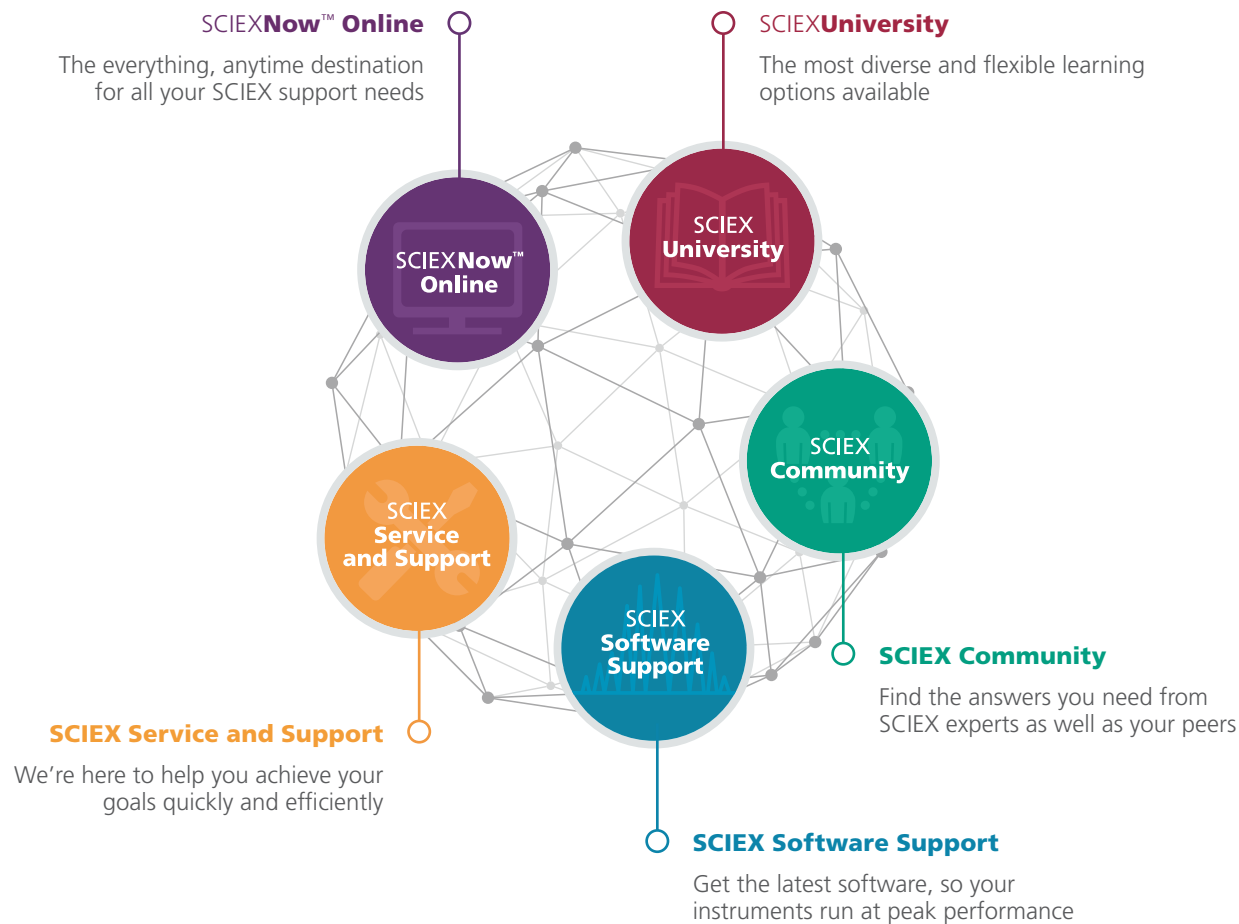 SCIEXNow™ Online
The everything, anytime destination
for all your SCIEX support needs
SCIEXUniversity
The most diverse and flexible learning
options available
SCIEXNow™
Online
SCIEX
University
SCIEX
Community
SCIEX
Service
and Support
SCIEX
Software
Support
SCIEX Community
Find the answers you need from
SCIEX experts as well as your peers
SCIEX Service and Support
We're here to help you achieve your
goals quickly and efficiently
SCIEX Software Support
Get the latest software, so your
instruments run at peak performance